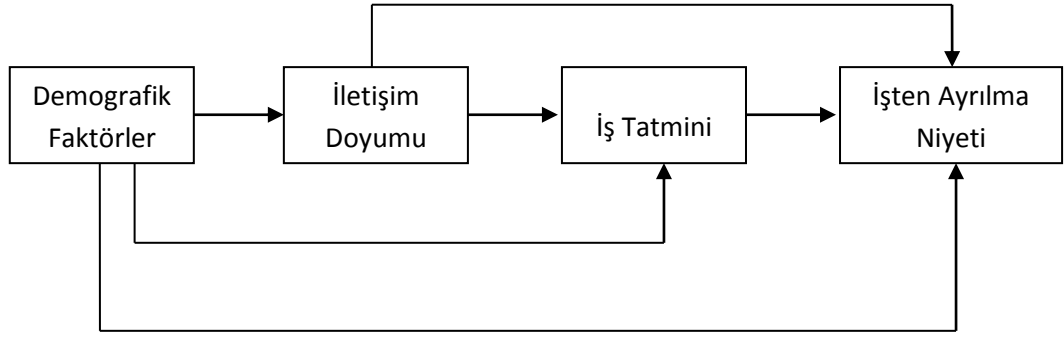 Demografik
Faktörler
İletişim
Doyumu
İş Tatmini
İşten Ayrılma
Niyeti